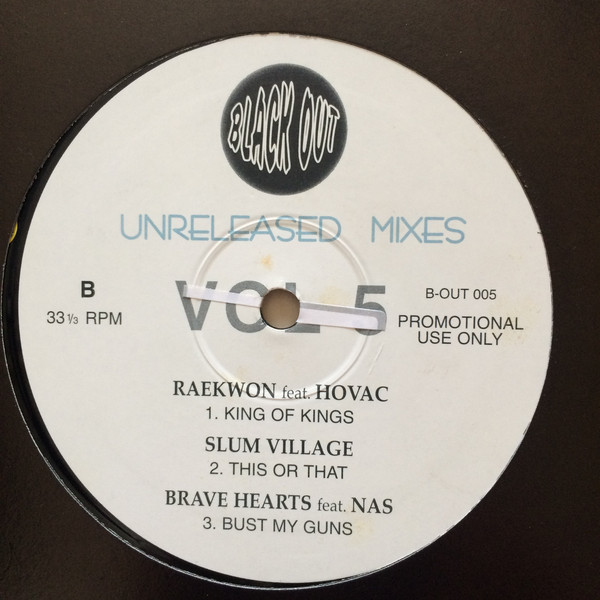 BLACK OUT
UNRELEASED MIXES
VOL 5
B
33 1/3 RPM
B-OUT 005
PROMOTIONAL
USE ONLY
RAEKWON feat. HOVAC
1. KING OF KINGS
SLUM VILLAGE
2. THIS OR THAT
BRAVE HEARTS feat. NAS
3. BUST MY GUNS